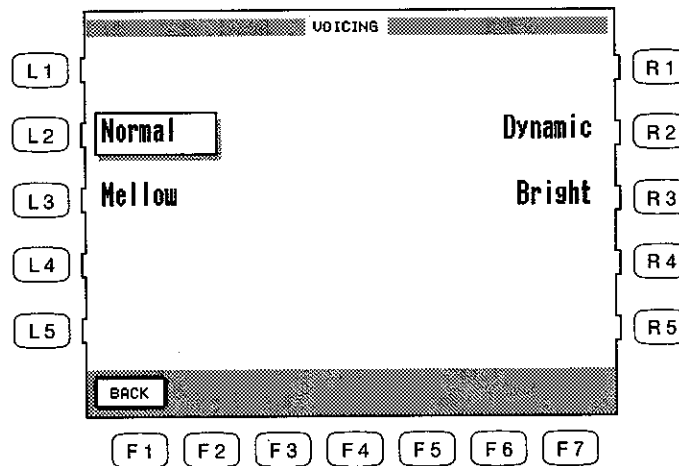 VOICING
L1 R1
L2 Normal Dynamic R2
L3 Mellow Bright R3
L4 R4
L5 R5
BACK
F1 F2 F3 F4 F5 F6 F7